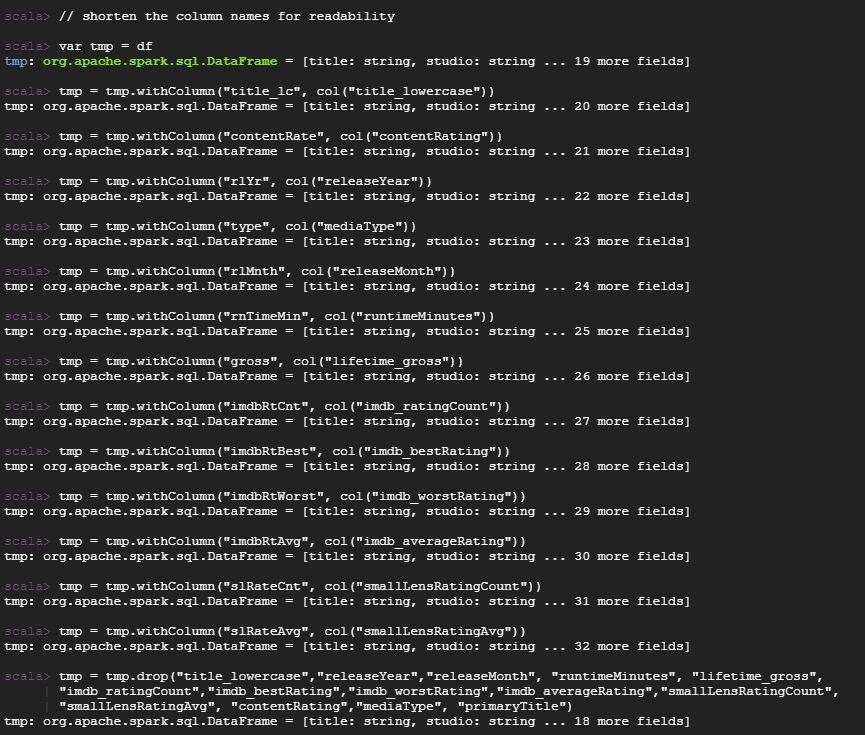 scala> // shorten the column names for readability
scala> var tmp = df
tmp: org.apache.spark.sql.DataFrame = [title: string, studio: string ... 19 more fields]
scala> tmp = tmp.withColumn("title_lc", col("title_lowercase"))
tmp: org.apache.spark.sql.DataFrame = [title: string, studio: string ... 20 more fields]
scala> tmp = tmp.withColumn("contentRate", col("contentRating"))
tmp: org.apache.spark.sql.DataFrame = [title: string, studio: string ... 21 more fields]
scala> tmp = tmp.withColumn("rlYr", col("releaseYear"))
tmp: org.apache.spark.sql.DataFrame = [title: string, studio: string ... 22 more fields]
scala> tmp = tmp.withColumn("type", col("mediaType"))
tmp: org.apache.spark.sql.DataFrame = [title: string, studio: string ... 23 more fields]
scala> tmp = tmp.withColumn("rlMnth", col("releaseMonth"))
tmp: org.apache.spark.sql.DataFrame = [title: string, studio: string ... 24 more fields]
scala> tmp = tmp.withColumn("rnTimeMin", col("runtimeMinutes"))
tmp: org.apache.spark.sql.DataFrame = [title: string, studio: string ... 25 more fields]
scala> tmp = tmp.withColumn("gross", col("lifetime_gross"))
tmp: org.apache.spark.sql.DataFrame = [title: string, studio: string ... 26 more fields]
scala> tmp = tmp.withColumn("imdbRtCnt", col("imdb_ratingCount"))
tmp: org.apache.spark.sql.DataFrame = [title: string, studio: string ... 27 more fields]
scala> tmp = tmp.withColumn("imdbRtBest", col("imdb_bestRating"))
tmp: org.apache.spark.sql.DataFrame = [title: string, studio: string ... 28 more fields]
scala> tmp = tmp.withColumn("imdbRtWorst", col("imdb_worstRating"))
tmp: org.apache.spark.sql.DataFrame = [title: string, studio: string ... 29 more fields]
scala> tmp = tmp.withColumn("imdbRtAvg", col("imdb_averageRating"))
tmp: org.apache.spark.sql.DataFrame = [title: string, studio: string ... 30 more fields]
scala> tmp = tmp.withColumn("slRateCnt", col("smallLensRatingCount"))
tmp: org.apache.spark.sql.DataFrame = [title: string, studio: string ... 31 more fields]
scala> tmp = tmp.withColumn("slRateAvg", col("smallLensRatingAvg"))
tmp: org.apache.spark.sql.DataFrame = [title: string, studio: string ... 32 more fields]
scala> tmp = tmp.drop("title_lowercase","releaseYear","releaseMonth", "runtimeMinutes", "lifetime_gross",
| "imdb_ratingCount","imdb_bestRating","imdb_worstRating","imdb_averageRating","smallLensRatingCount",
| "smallLensRatingAvg", "contentRating","mediaType", "primaryTitle")
tmp: org.apache.spark.sql.DataFrame = [title: string, studio: string ... 18 more fields]